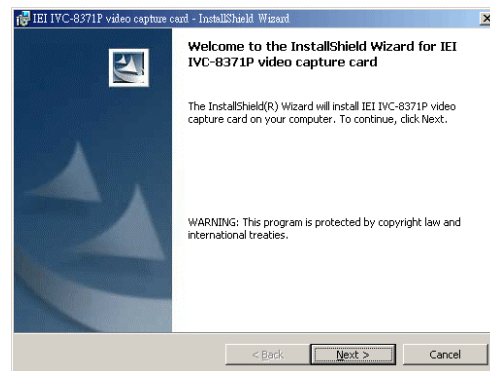 IEI IVC-8371P video capture card - InstallShield Wizard
Welcome to the InstallShield Wizard for IEI
IVC-8371P video capture card
The InstallShield(R) Wizard will install IEI IVC-8371P video
capture card on your computer. To continue, click Next.
WARNING: This program is protected by copyright law and
international treaties.
< Back
Next >
Cancel